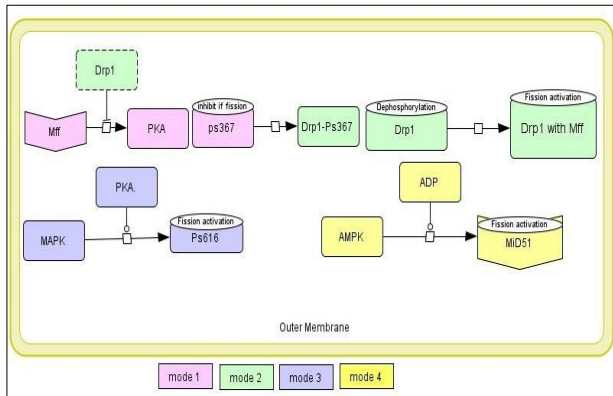 Drp1
Mff
PKA
Inhibit if fission
ps367
Drp1-Ps367
Dephosphorylation
Drp1
Fission activation
Drp1 with Mff
PKA.
MAPK
Fission activation
Ps616
ADP
AMPK
Fission activation
MiD51
Outer Membrane
mode 1
mode 2
mode 3
mode 4